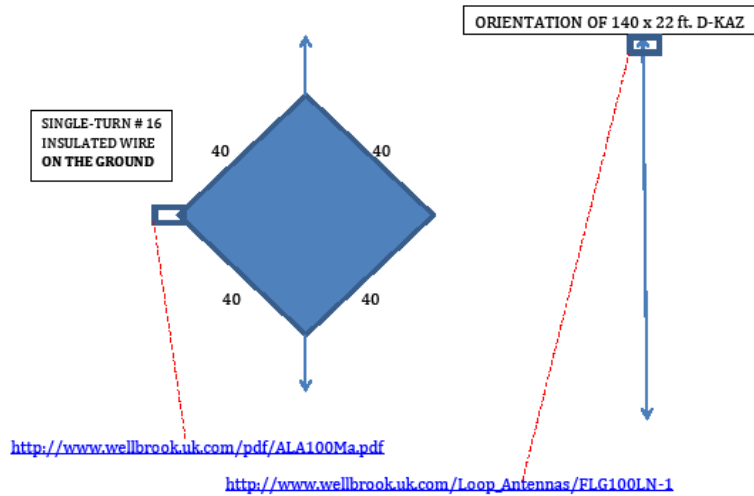 ORIENTATION OF 140 x 22 ft. D-KAZ
SINGLE-TURN # 16
INSULATED WIRE
ON THE GROUND
40
40
40
40
http://www.wellbrook.uk.com/pdf/ALA100Ma.pdf
http://www.wellbrook.uk.com/Loop_Antennas/FLG100LN-1